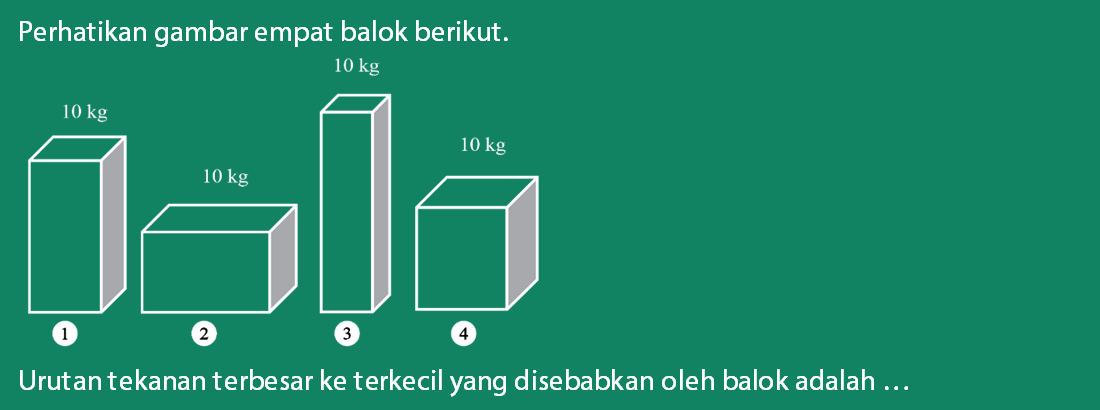 Perhatikan gambar empat balok berikut.
10 kg
10 kg
10 kg
10 kg
1
2
3
4
Urutan tekanan terbesar ke terkecil yang disebabkan oleh balok adalah …